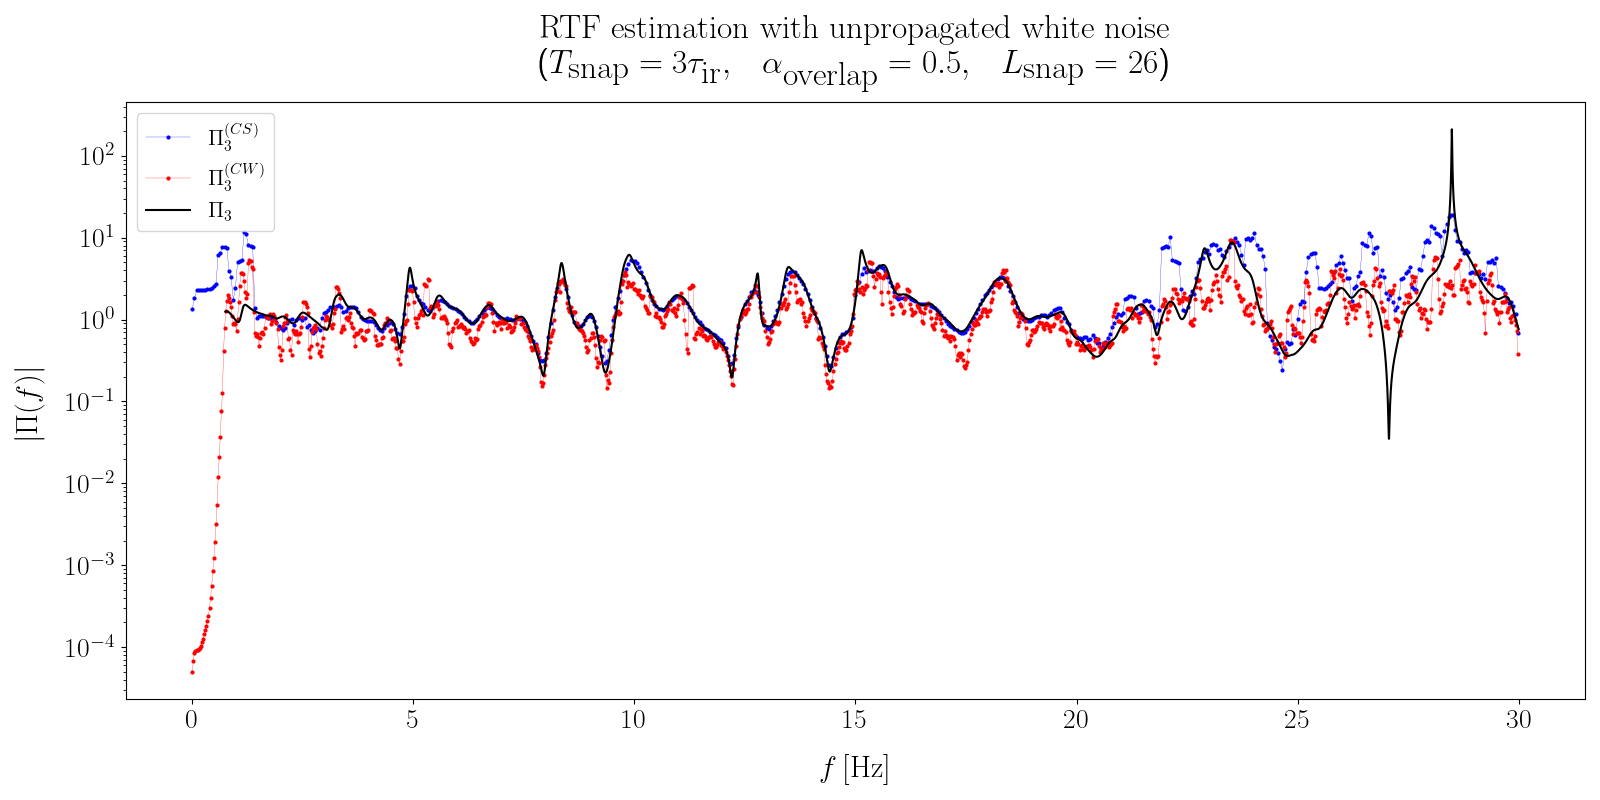 RTF estimation with unpropagated white noise
(T_snap = 3τ_ir, α_overlap = 0.5, L_snap = 26)
Π_3^(CS)
Π_3^(CW)
Π_3
|Π(f)|
10^2
10^1
10^0
10^-1
10^-2
10^-3
10^-4
0 5 10 15 20 25 30
f [Hz]